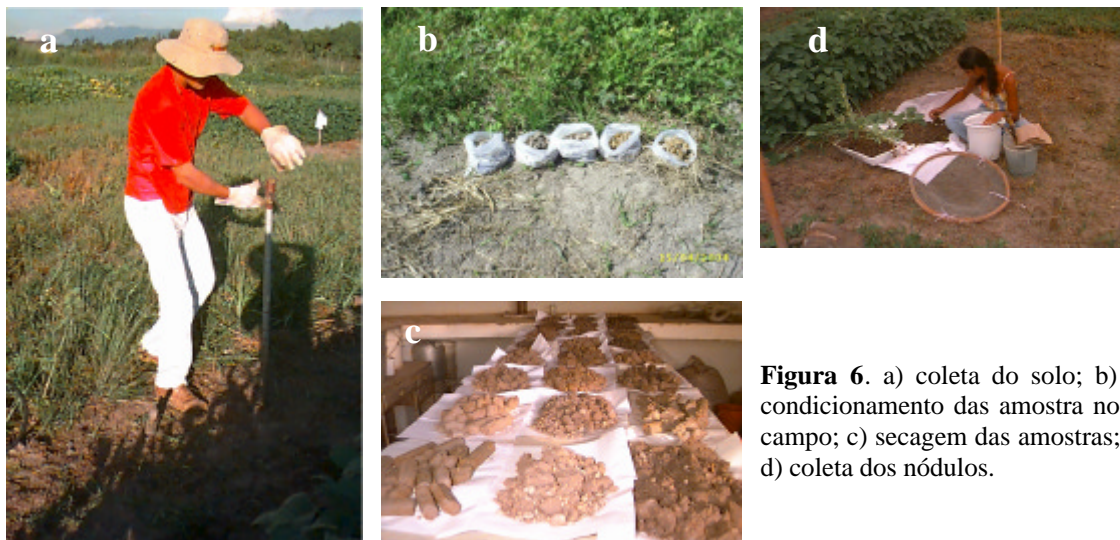 a
b
d
c
Figura 6. a) coleta do solo; b)
condicionamento das amostra no
campo; c) secagem das amostras;
d) coleta dos nódulos.